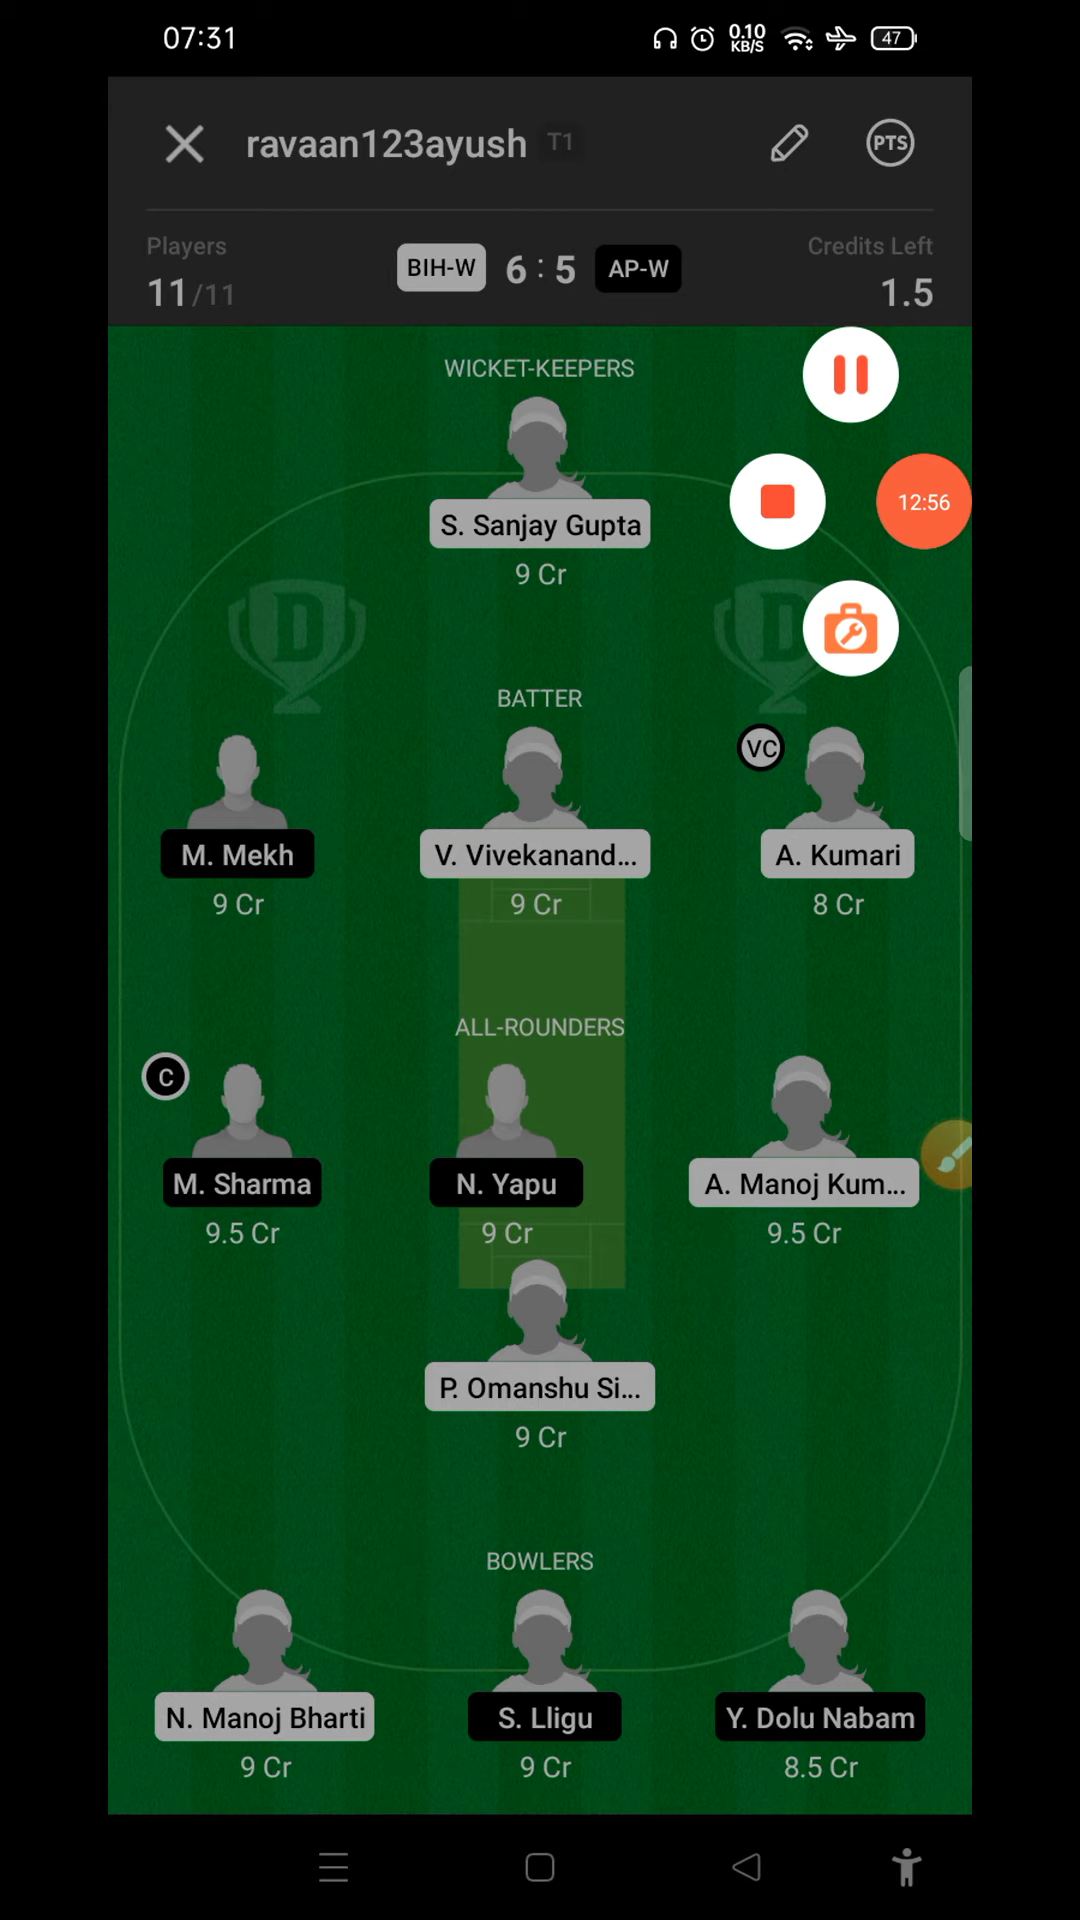 07:31
0.10
KB/S
47
ravaan123ayush T1
PTS
Players
11/11
BIH-W 6 : 5 AP-W
Credits Left
1.5
WICKET-KEEPERS
S. Sanjay Gupta
9 Cr
12:56
D
D
BATTER
VC
M. Mekh
9 Cr
V. Vivekanand...
9 Cr
A. Kumari
8 Cr
ALL-ROUNDERS
C
M. Sharma
9.5 Cr
N. Yapu
9 Cr
A. Manoj Kum...
9.5 Cr
P. Omanshu Si...
9 Cr
BOWLERS
N. Manoj Bharti
9 Cr
S. Lligu
9 Cr
Y. Dolu Nabam
8.5 Cr